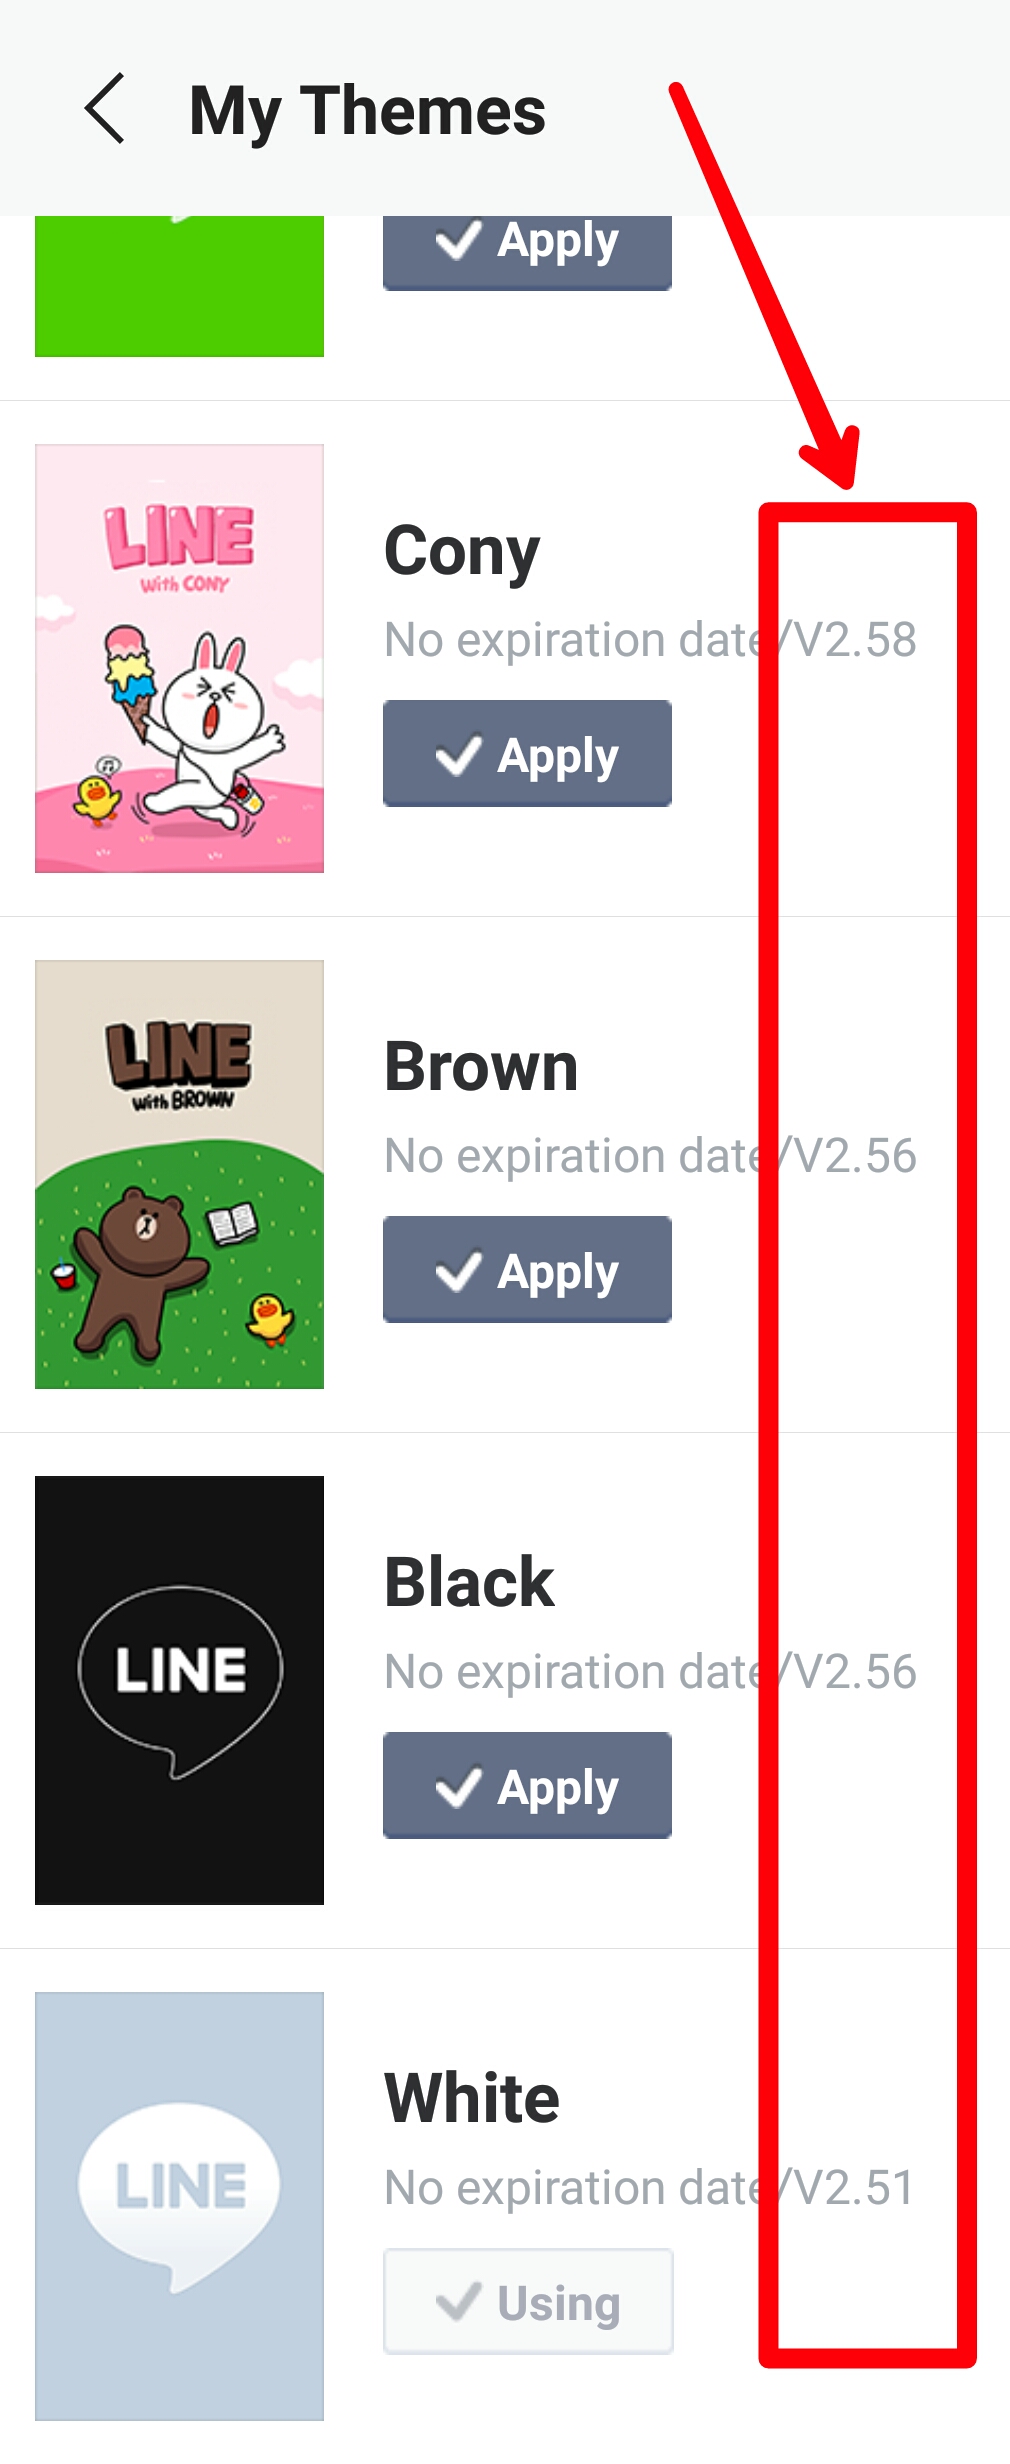 My Themes
Apply
LINE
With CONY
Cony
No expiration date/V2.58
Apply
LINE
With BROWN
Brown
No expiration date/V2.56
Apply
LINE
Black
No expiration date/V2.56
Apply
LINE
White
No expiration date/V2.51
Using